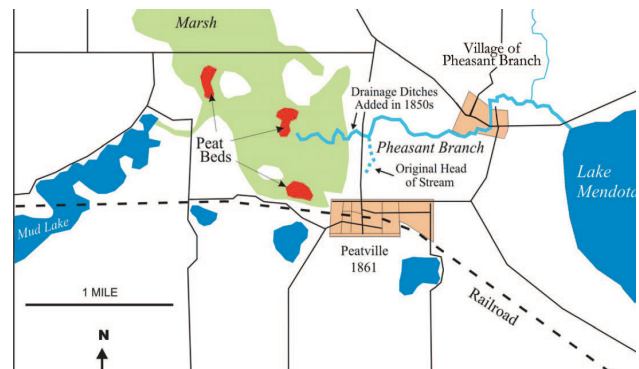 Marsh
Village of
Pheasant Branch
Drainage Ditches
Added in 1850s
Peat
Beds
Pheasant Branch
Original Head
of Stream
Lake
Mendota
Mud Lake
Peatville
1861
1 MILE
Railroad
N